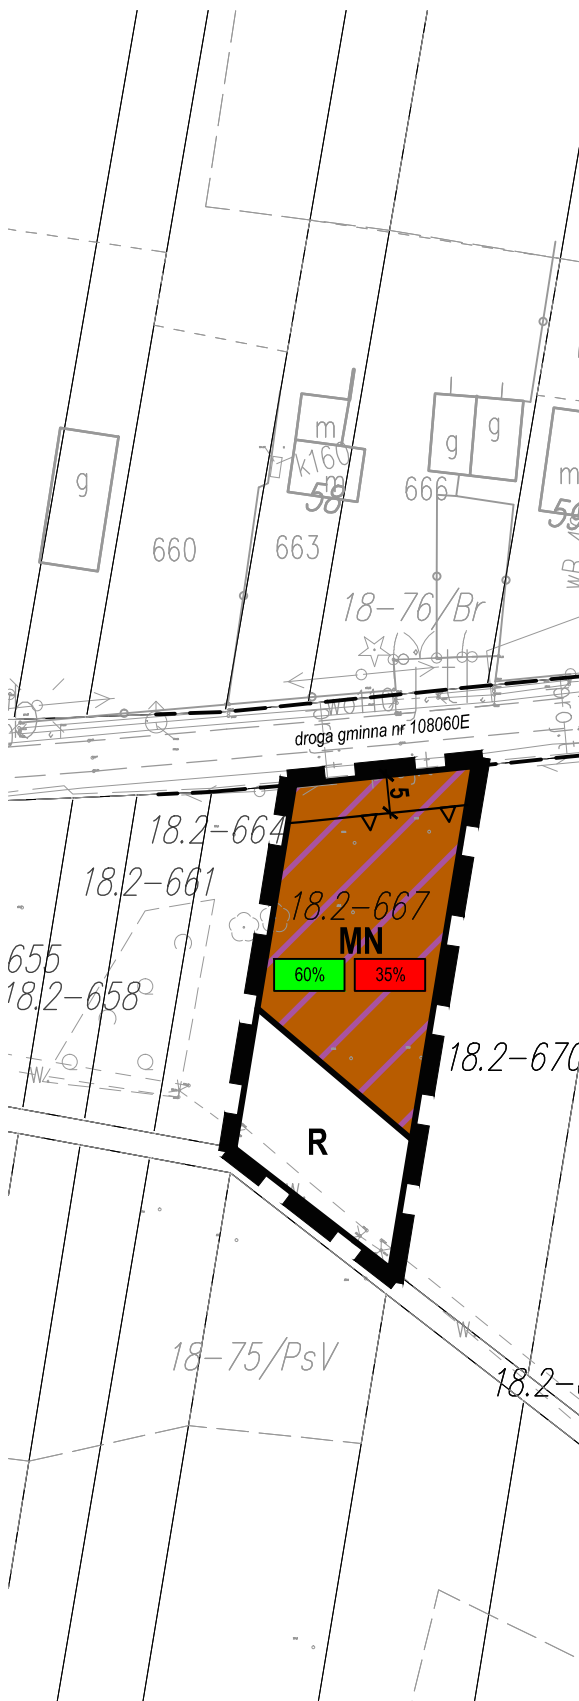 m
g
g
g
m
k160
m
58
666
59
660
663
wR
18-76/Br
wo110
droga gminna nr 108060E
5
18.2-664
18.2-661
18.2-667
MN
655
60%
35%
18.2-658
18.2-670
w.
R
w.
18-75/PsV
w.
18.2-